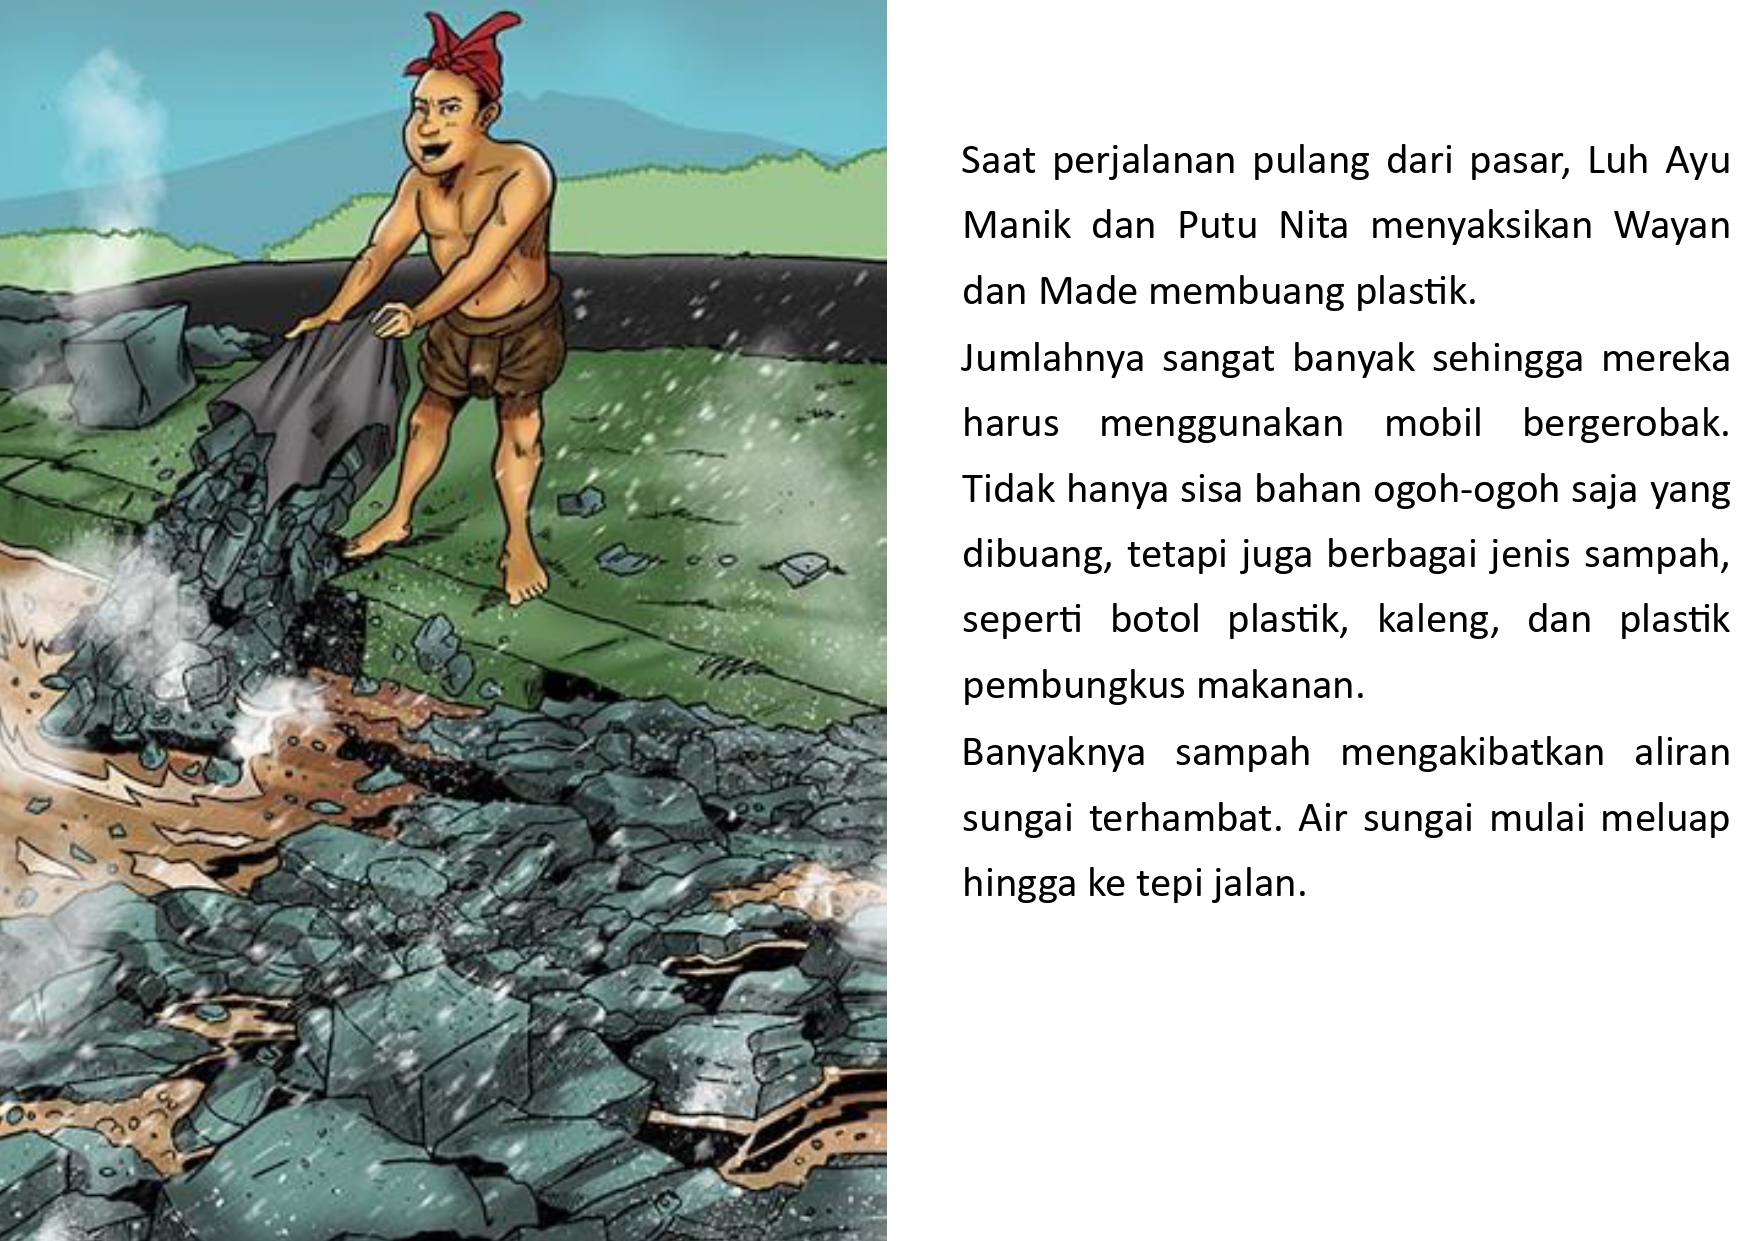 Saat perjalanan pulang dari pasar, Luh Ayu
Manik dan Putu Nita menyaksikan Wayan
dan Made membuang plastik.
Jumlahnya sangat banyak sehingga mereka
harus menggunakan mobil bergerobak.
Tidak hanya sisa bahan ogoh-ogoh saja yang
dibuang, tetapi juga berbagai jenis sampah,
seperti botol plastik, kaleng, dan plastik
pembungkus makanan.
Banyaknya sampah mengakibatkan aliran
sungai terhambat. Air sungai mulai meluap
hingga ke tepi jalan.